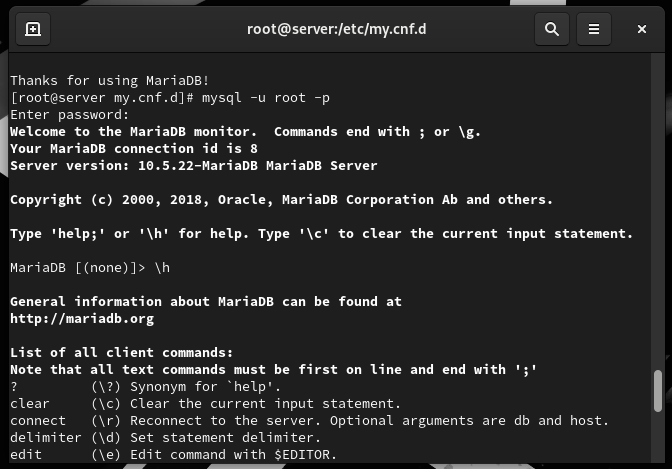 root@server:/etc/my.cnf.d
Thanks for using MariaDB!
[root@server my.cnf.d]# mysql -u root -p
Enter password:
Welcome to the MariaDB monitor.  Commands end with ; or \g.
Your MariaDB connection id is 8
Server version: 10.5.22-MariaDB MariaDB Server
Copyright (c) 2000, 2018, Oracle, MariaDB Corporation Ab and others.
Type 'help;' or '\h' for help. Type '\c' to clear the current input statement.
MariaDB [(none)]> \h
General information about MariaDB can be found at
http://mariadb.org
List of all client commands:
Note that all text commands must be first on line and end with ';'
?         (\?) Synonym for `help'.
clear     (\c) Clear the current input statement.
connect   (\r) Reconnect to the server. Optional arguments are db and host.
delimiter (\d) Set statement delimiter.
edit      (\e) Edit command with $EDITOR.